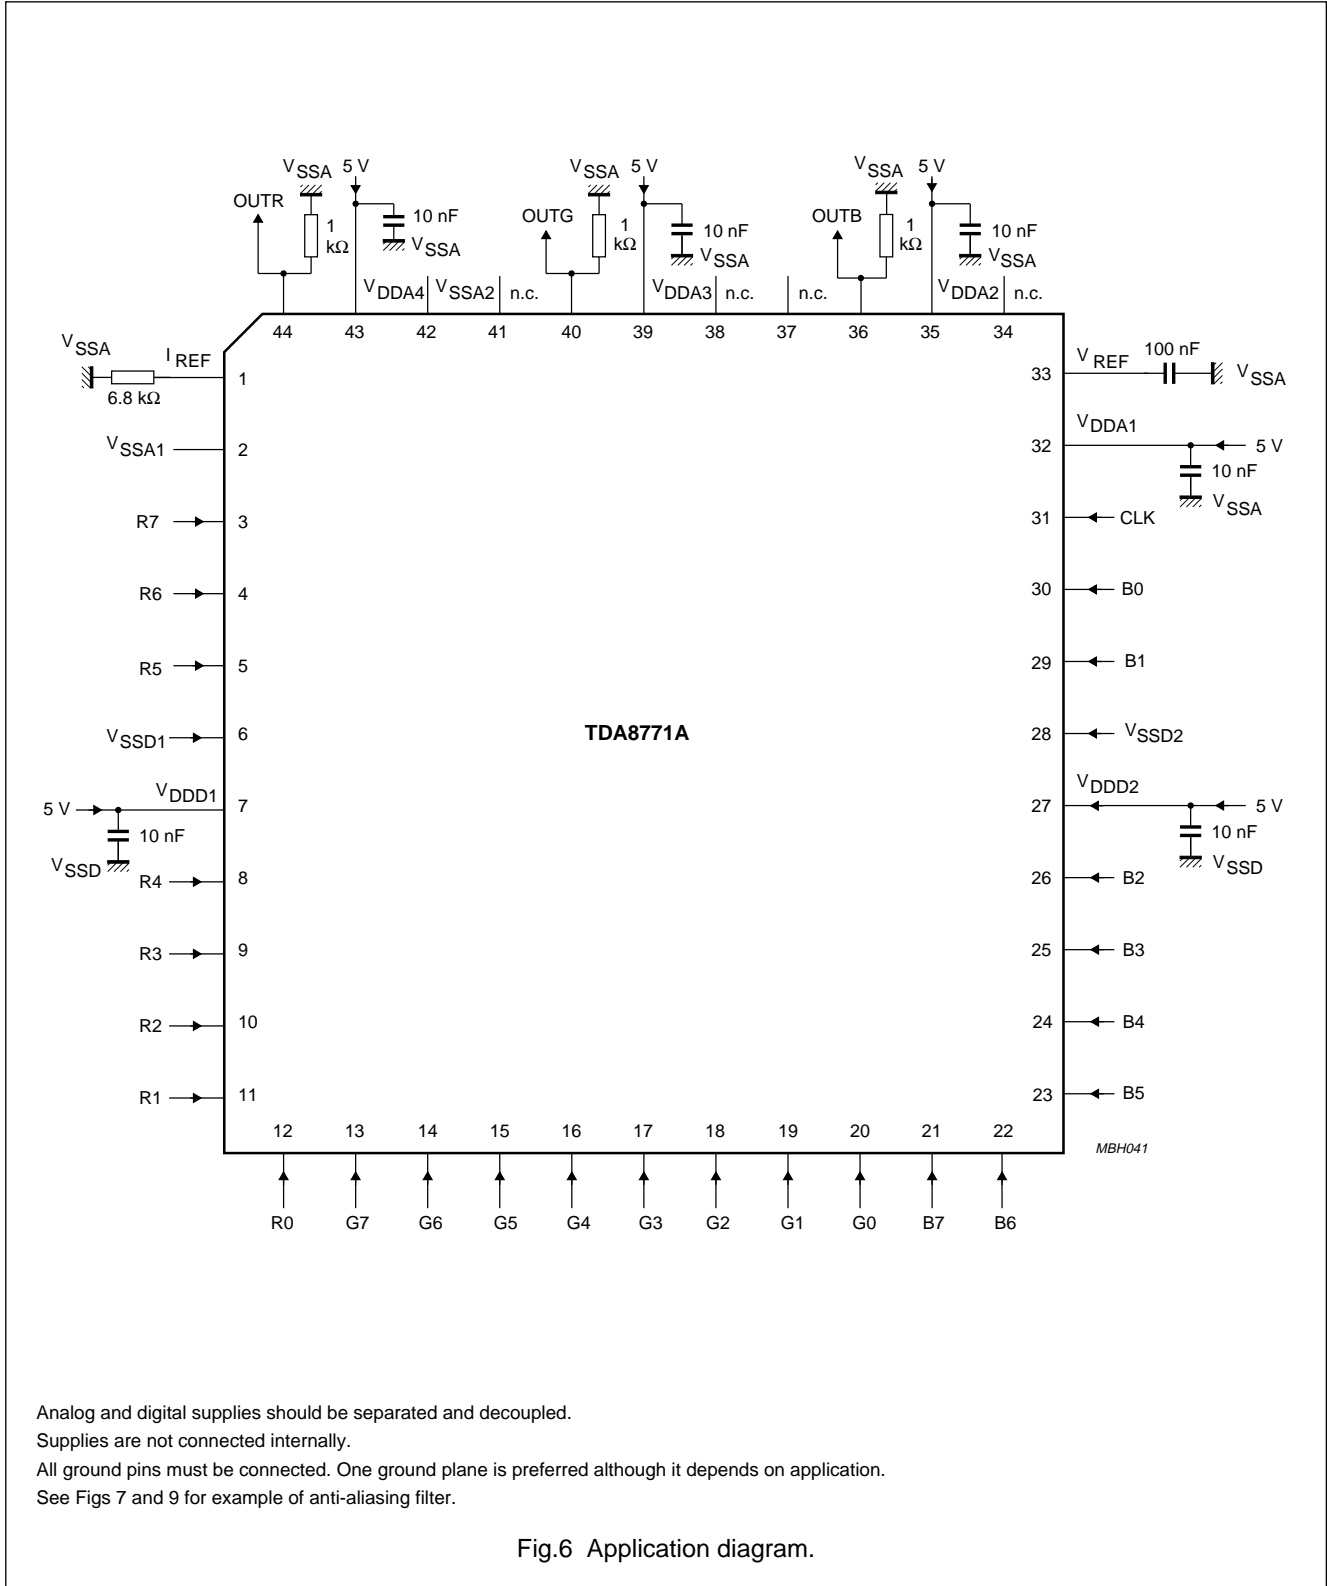 VSSA 5 V VSSA 5 V VSSA 5 V
OUTR 1 kΩ 10 nF VSSA OUTG 1 kΩ 10 nF VSSA OUTB 1 kΩ 10 nF VSSA
VDDA4 VSSA2 n.c. VDDA3 n.c. n.c. VDDA2 n.c.
44 43 42 41 40 39 38 37 36 35 34
VSSA 6.8 kΩ IREF 1
VSSA1 2
R7 3
R6 4
R5 5
VSSD1 6
5 V VDDD1 7
10 nF
VSSD
R4 8
R3 9
R2 10
R1 11
TDA8771A
33 VREF 100 nF VSSA
32 VDDA1 5 V
10 nF
VSSA
31 CLK
30 B0
29 B1
28 VSSD2
27 VDDD2 5 V
10 nF
VSSD
26 B2
25 B3
24 B4
23 B5
12 13 14 15 16 17 18 19 20 21 22
R0 G7 G6 G5 G4 G3 G2 G1 G0 B7 B6
MBH041
Analog and digital supplies should be separated and decoupled.
Supplies are not connected internally.
All ground pins must be connected. One ground plane is preferred although it depends on application.
See Figs 7 and 9 for example of anti-aliasing filter.
Fig.6 Application diagram.